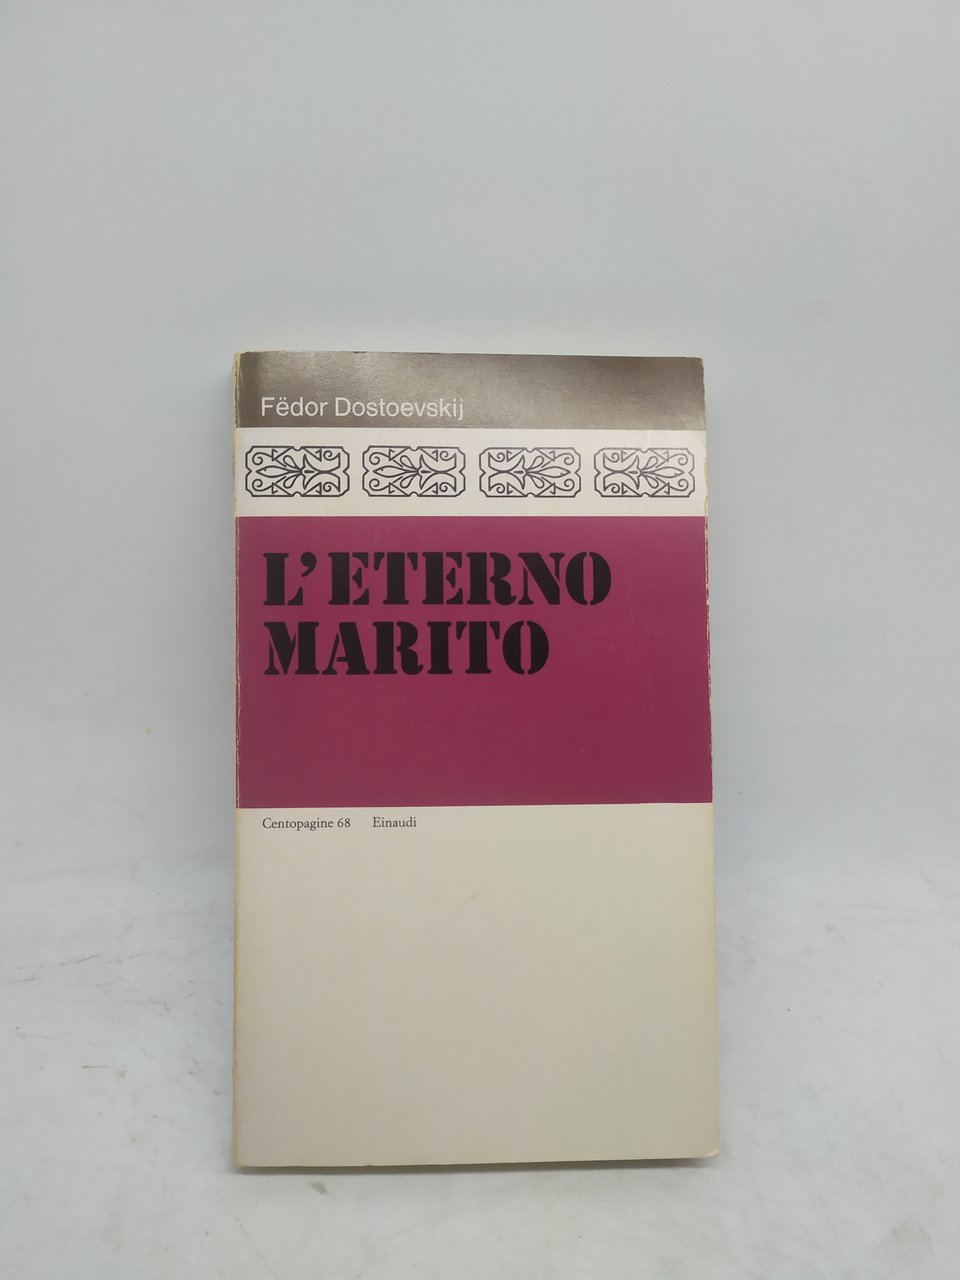 Fëdor Dostoevskij
L'ETERNO
MARITO
Centopagine 68 Einaudi